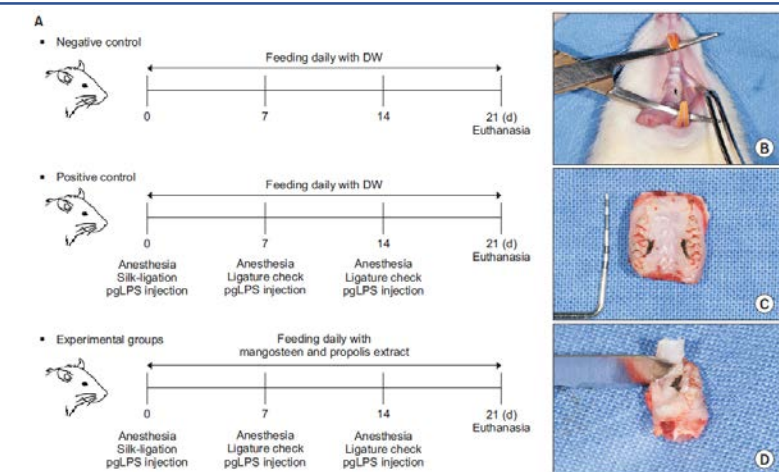 A
• Negative control
Feeding daily with DW
0 7 14 21 (d)
Euthanasia
• Positive control
Feeding daily with DW
0 7 14 21 (d)
Euthanasia
Anesthesia Anesthesia Anesthesia
Silk-ligation Ligature check Ligature check
pgLPS injection pgLPS injection pgLPS injection
• Experimental groups
Feeding daily with
mangosteen and propolis extract
0 7 14 21 (d)
Euthanasia
Anesthesia Anesthesia Anesthesia
Silk-ligation Ligature check Ligature check
pgLPS injection pgLPS injection pgLPS injection
B
C
D